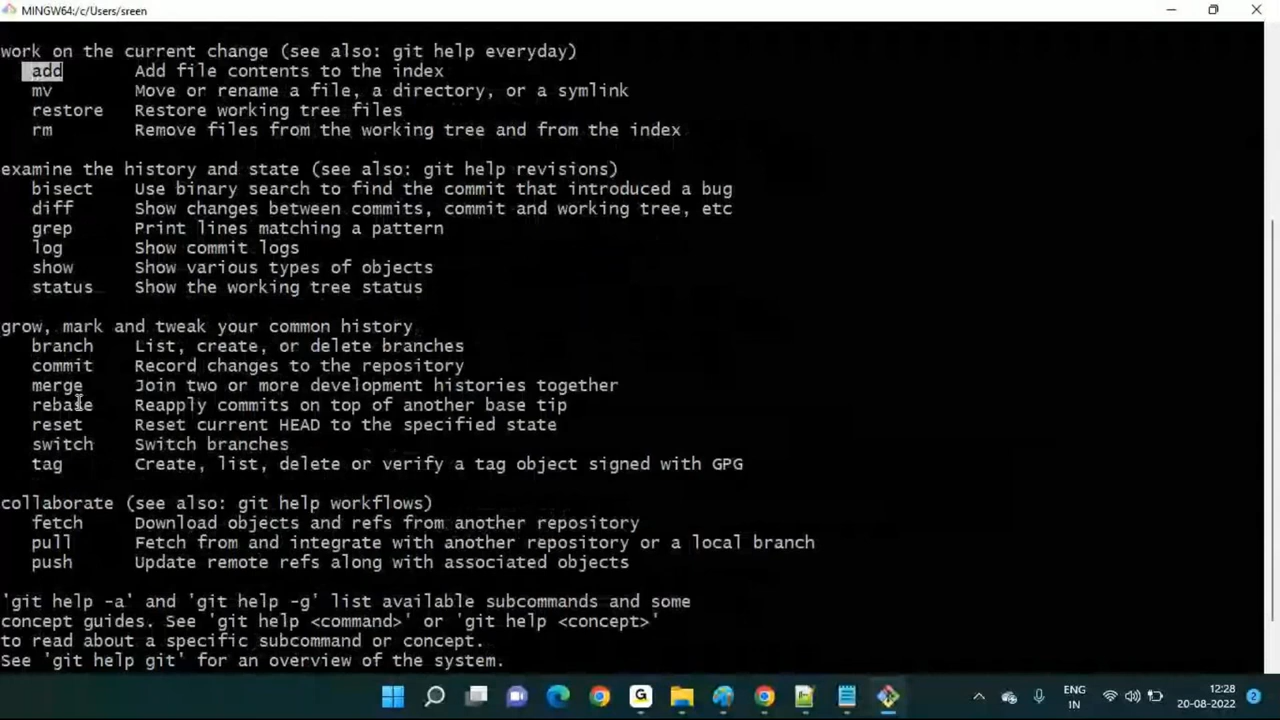 MINGW64:/c/Users/sreen
work on the current change (see also: git help everyday)
add Add file contents to the index
mv Move or rename a file, a directory, or a symlink
restore Restore working tree files
rm Remove files from the working tree and from the index
examine the history and state (see also: git help revisions)
bisect Use binary search to find the commit that introduced a bug
diff Show changes between commits, commit and working tree, etc
grep Print lines matching a pattern
log Show commit logs
show Show various types of objects
status Show the working tree status
grow, mark and tweak your common history
branch List, create, or delete branches
commit Record changes to the repository
merge Join two or more development histories together
rebase Reapply commits on top of another base tip
reset Reset current HEAD to the specified state
switch Switch branches
tag Create, list, delete or verify a tag object signed with GPG
collaborate (see also: git help workflows)
fetch Download objects and refs from another repository
pull Fetch from and integrate with another repository or a local branch
push Update remote refs along with associated objects
'git help -a' and 'git help -g' list available subcommands and some
concept guides. See 'git help <command>' or 'git help <concept>'
to read about a specific subcommand or concept.
See 'git help git' for an overview of the system.
G
ENG
IN
12:28
20-08-2022
2